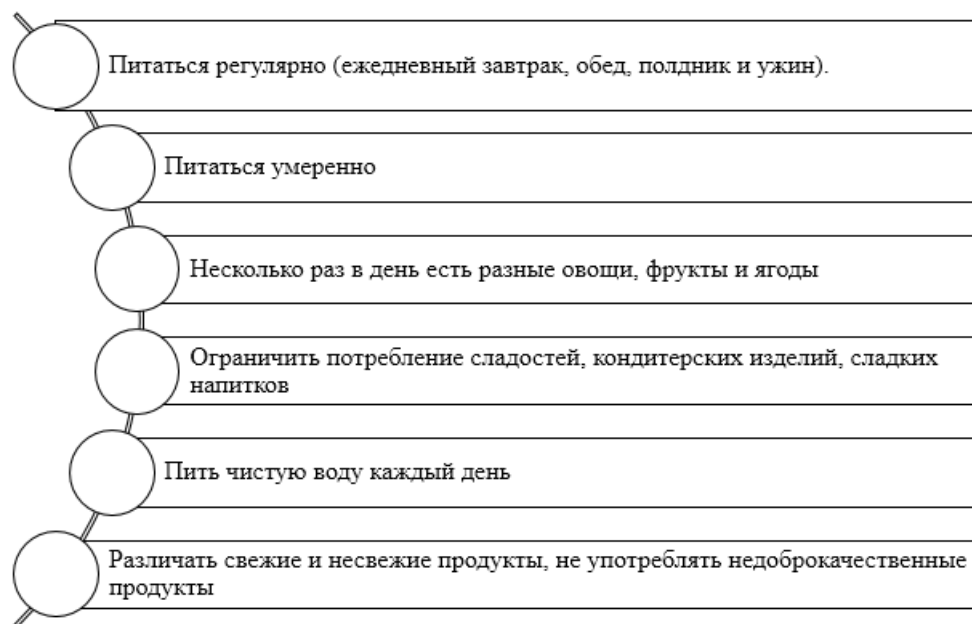 Питаться регулярно (ежедневный завтрак, обед, полдник и ужин).
Питаться умеренно
Несколько раз в день есть разные овощи, фрукты и ягоды
Ограничить потребление сладостей, кондитерских изделий, сладких
напитков
Пить чистую воду каждый день
Различать свежие и несвежие продукты, не употреблять недоброкачественные
продукты